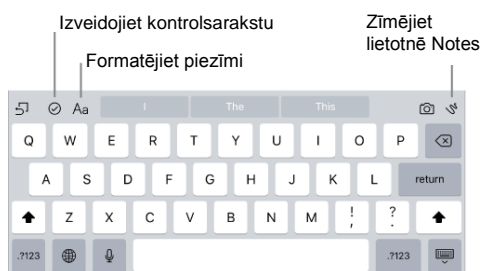 Izveidojiet kontrolsarakstu
Zīmējiet
lietotnē Notes
Formatējiet piezīmi
Aa I The This
Q W E R T Y U I O P
A S D F G H J K L return
Z X C V B N M ! , ? .
.?123 .?123